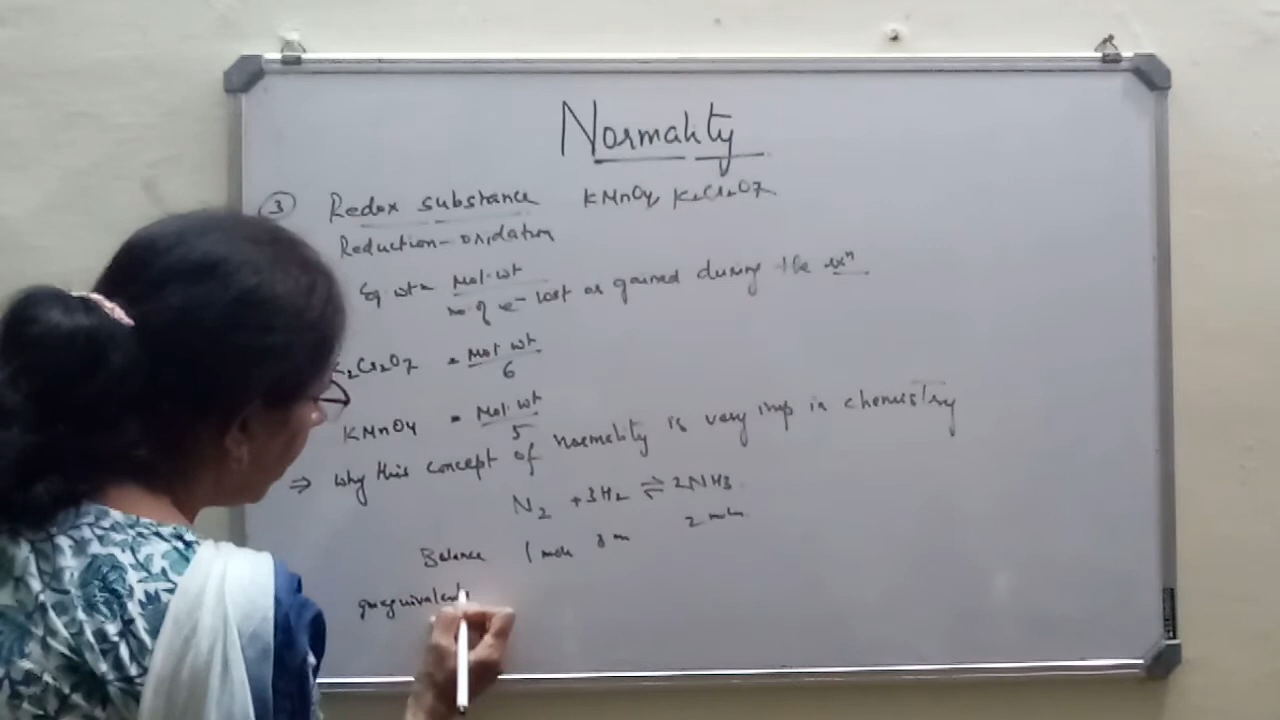 Normality
③ Redox substance KMnO4, K2Cr2O7
Reduction - oxidation
Eq. wt = Mol. wt
no. of e⁻ lost or gained during the rxⁿ
K2Cr2O7 = Mol wt
6
KMnO4 = Mol. wt
5
⇒ why this concept of normality is very imp in chemistry
N2 + 3H2 ⇌ 2NH3
Balance 1 mole 3 m 2 mole
gm equivalent